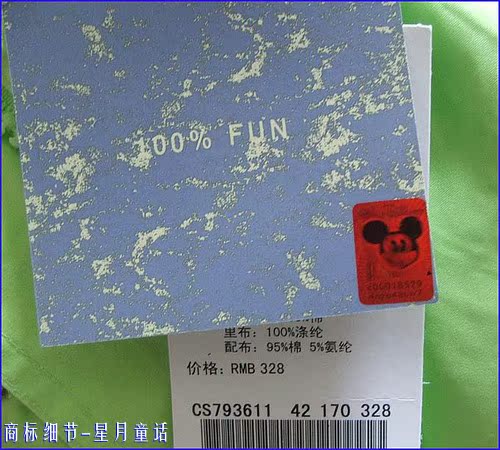 100% FUN
里布: 100%涤纶
配布: 95%棉 5%氨纶
价格: RMB 328
CS793611 42 170 328
商标细节-星月童话